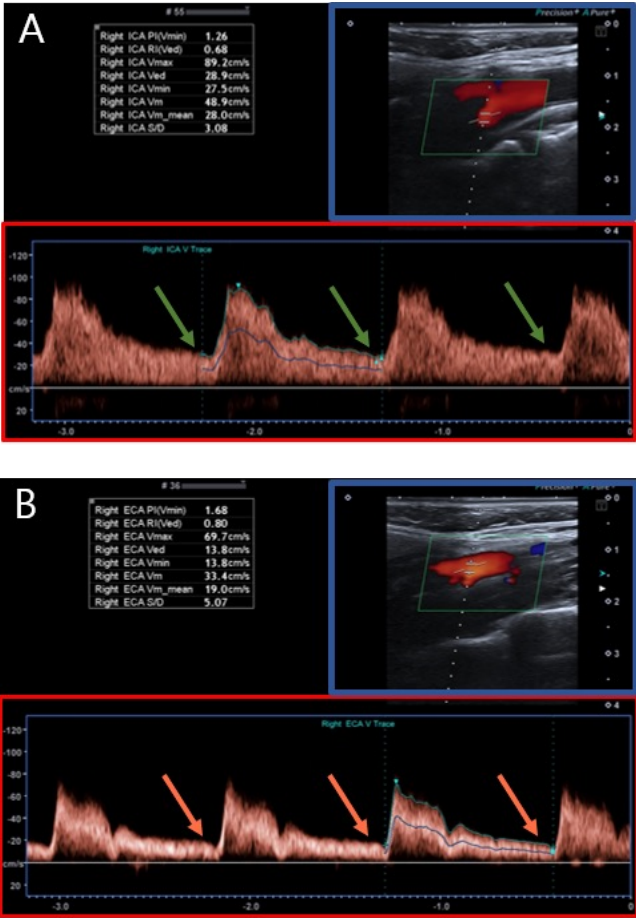 A
# 55
Precision+ A Pure+
Right ICA PI(Vmin) 1.26
Right ICA RI(Ved) 0.68
Right ICA Vmax 89.2cm/s
Right ICA Ved 28.9cm/s
Right ICA Vmin 27.5cm/s
Right ICA Vm 48.9cm/s
Right ICA Vm_mean 28.0cm/s
Right ICA S/D 3.08
0
1
2
3
4
Right ICA V Trace
-120
-100
-80
-60
-40
-20
cm/s
20
-3.0 -2.0 -1.0 0
B
# 36
Precision+ A Pure+
Right ECA PI(Vmin) 1.68
Right ECA RI(Ved) 0.80
Right ECA Vmax 69.7cm/s
Right ECA Ved 13.8cm/s
Right ECA Vmin 13.8cm/s
Right ECA Vm 33.4cm/s
Right ECA Vm_mean 19.0cm/s
Right ECA S/D 5.07
0
1
2
3
4
Right ECA V Trace
-120
-100
-80
-60
-40
-20
cm/s
20
-3.0 -2.0 -1.0 0